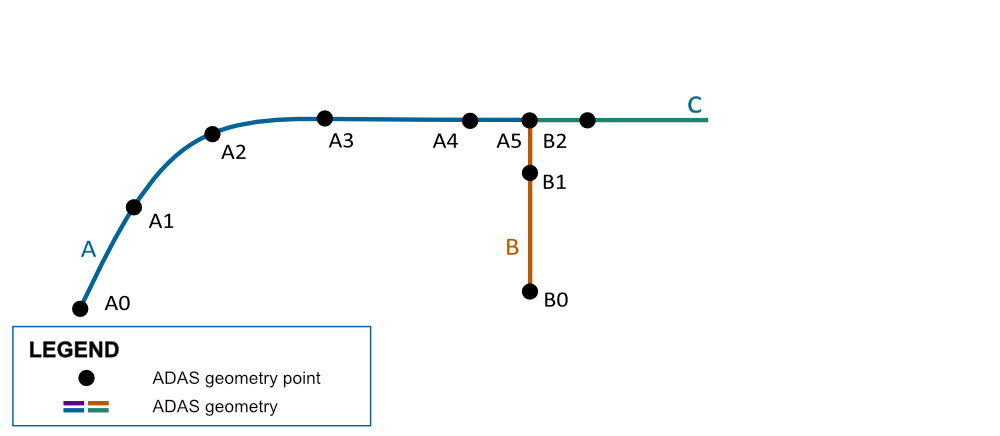 C
A3
A4
A5
B2
A2
B1
A1
A
B
A0
B0
LEGEND
ADAS geometry point
ADAS geometry